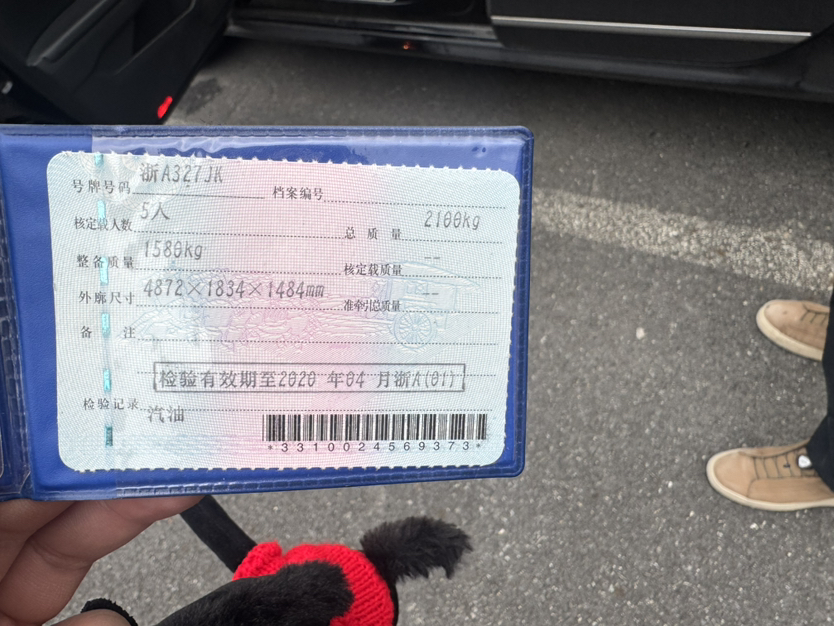 号牌号码 浙A327JK 档案编号
核定载人数 5人 总质量 2100kg
整备质量 1580kg 核定载质量 --
外廓尺寸 4872×1834×1484mm 准牵引总质量 --
备注
检验有效期至2020年04月浙A(01)
检验记录 汽油
*3310024569373*